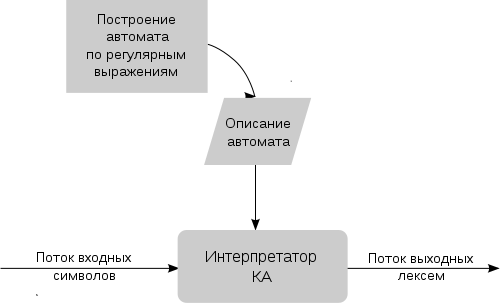 Построение
автомата
по регулярным
выражениям
Описание
автомата
Поток входных
символов
Интерпретатор
КА
Поток выходных
лексем